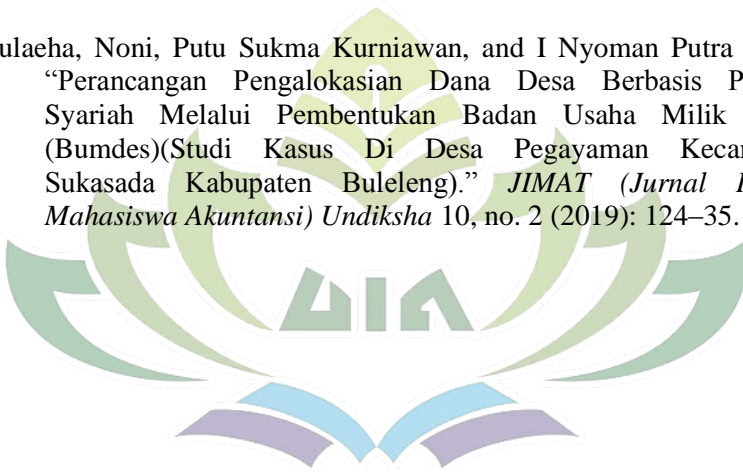 ulaeha, Noni, Putu Sukma Kurniawan, and I Nyoman Putra
“Perancangan Pengalokasian Dana Desa Berbasis P
Syariah Melalui Pembentukan Badan Usaha Milik
(Bumdes)(Studi Kasus Di Desa Pegayaman Kecar
Sukasada Kabupaten Buleleng).” JIMAT (Jurnal I
Mahasiswa Akuntansi) Undiksha 10, no. 2 (2019): 124–35.
UIN